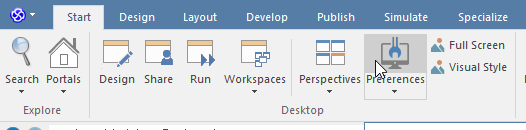 Start Design Layout Develop Publish Simulate Specialize
Search Portals Design Share Run Workspaces Perspectives Preferences Full Screen
Visual Style
Explore Desktop